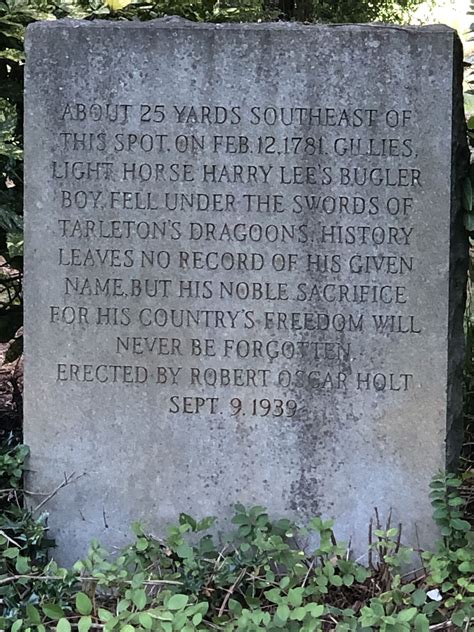 ABOUT 25 YARDS SOUTHEAST OF
THIS SPOT, ON FEB. 12, 1781, GILLIES,
LIGHT HORSE HARRY LEE'S BUGLER
BOY, FELL UNDER THE SWORDS OF
TARLETON'S DRAGOONS. HISTORY
LEAVES NO RECORD OF HIS GIVEN
NAME, BUT HIS NOBLE SACRIFICE
FOR HIS COUNTRY'S FREEDOM WILL
NEVER BE FORGOTTEN.
ERECTED BY ROBERT OSCAR HOLT
SEPT. 9, 1939